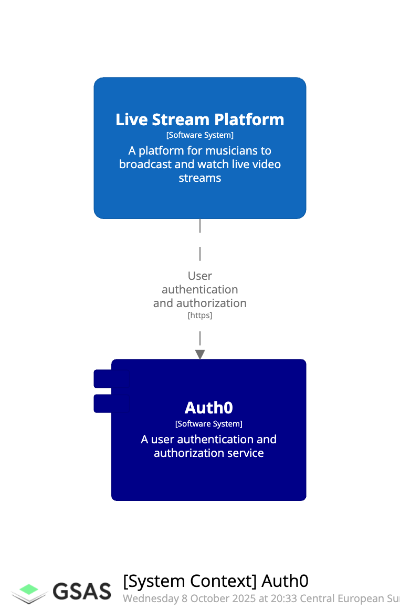 Live Stream Platform
[Software System]
A platform for musicians to
broadcast and watch live video
streams
User
authentication
and authorization
[https]
Auth0
[Software System]
A user authentication and
authorization service
GSAS
[System Context] Auth0
Wednesday 8 October 2025 at 20:33 Central European Su